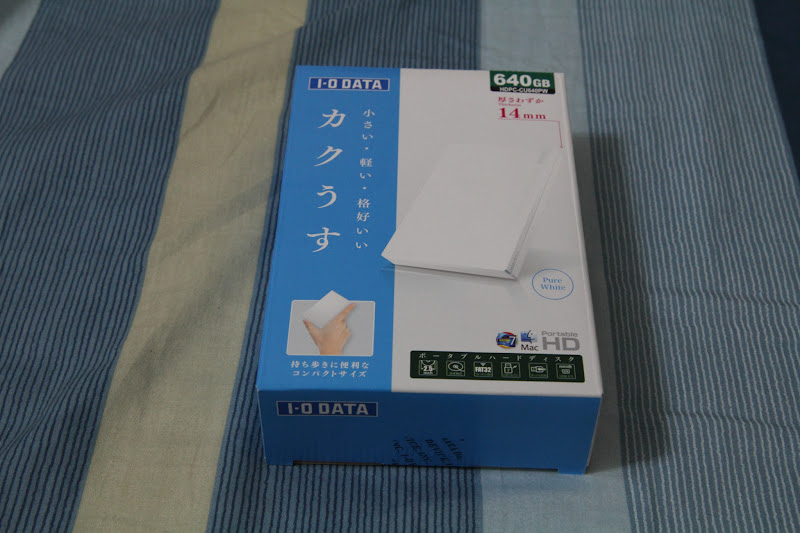 I-O DATA
640GB
HDPC-CU640PW
厚さわずか
14mm
小さい・軽い・格好いい
カクうす
Pure
White
持ち歩きに便利な
コンパクトサイズ
7
Mac
Portable
HD
ポータブルハードディスク
2.5
FAT32
I-O DATA